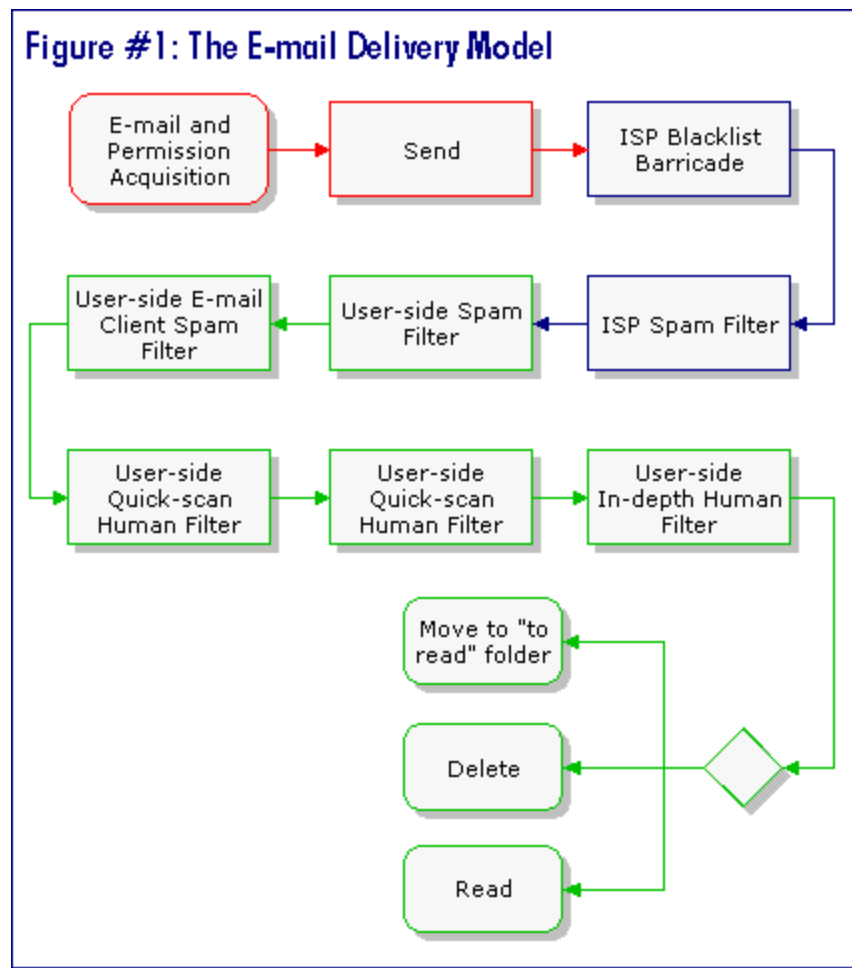 Figure #1: The E-mail Delivery Model
E-mail and
Permission
Acquisition
Send
ISP Blacklist
Barricade
User-side E-mail
Client Spam
Filter
User-side Spam
Filter
ISP Spam Filter
User-side
Quick-scan
Human Filter
User-side
Quick-scan
Human Filter
User-side
In-depth Human
Filter
Move to "to
read" folder
Delete
Read